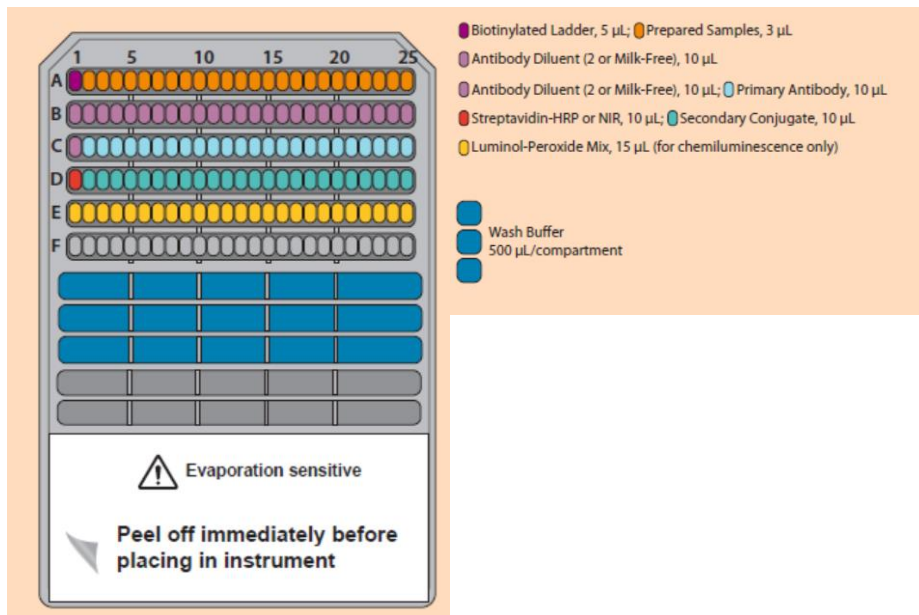 1 5 10 15 20 25
A
B
C
D
E
F
Biotinylated Ladder, 5 µL; Prepared Samples, 3 µL
Antibody Diluent (2 or Milk-Free), 10 µL
Antibody Diluent (2 or Milk-Free), 10 µL; Primary Antibody, 10 µL
Streptavidin-HRP or NIR, 10 µL; Secondary Conjugate, 10 µL
Luminol-Peroxide Mix, 15 µL (for chemiluminescence only)
Wash Buffer
500 µL/compartment
Evaporation sensitive
Peel off immediately before
placing in instrument